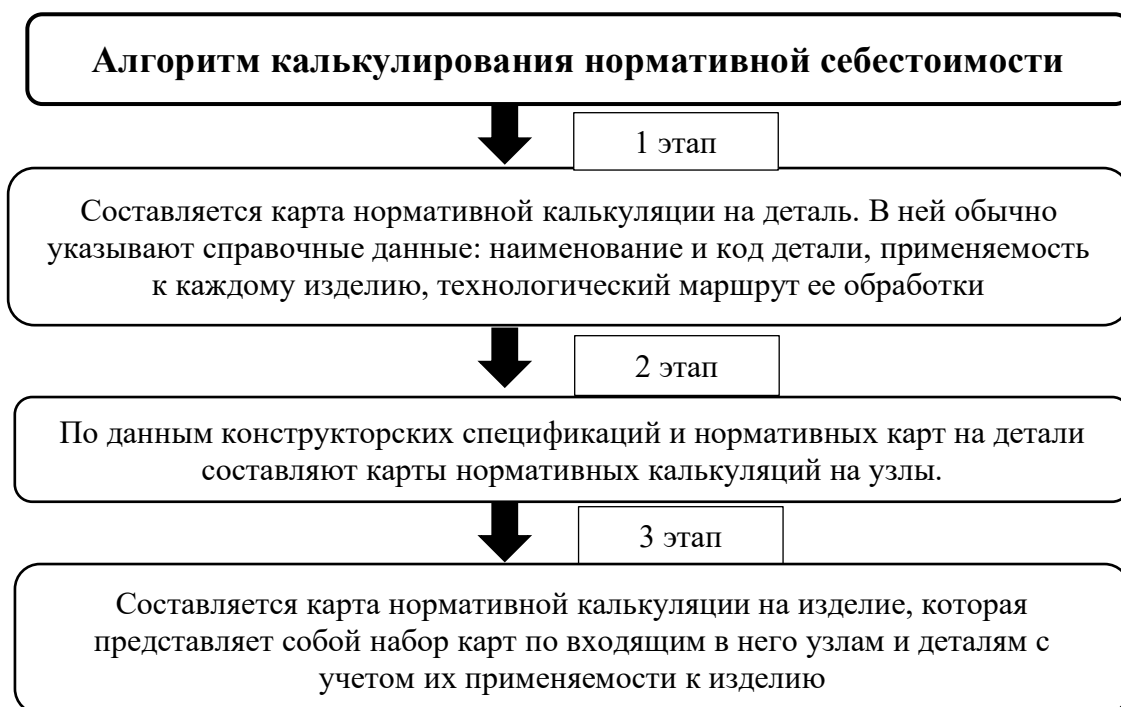 Алгоритм калькулирования нормативной себестоимости
1 этап
Составляется карта нормативной калькуляции на деталь. В ней обычно
указывают справочные данные: наименование и код детали, применяемость
к каждому изделию, технологический маршрут ее обработки
2 этап
По данным конструкторских спецификаций и нормативных карт на детали
составляют карты нормативных калькуляций на узлы.
3 этап
Составляется карта нормативной калькуляции на изделие, которая
представляет собой набор карт по входящим в него узлам и деталям с
учетом их применяемости к изделию